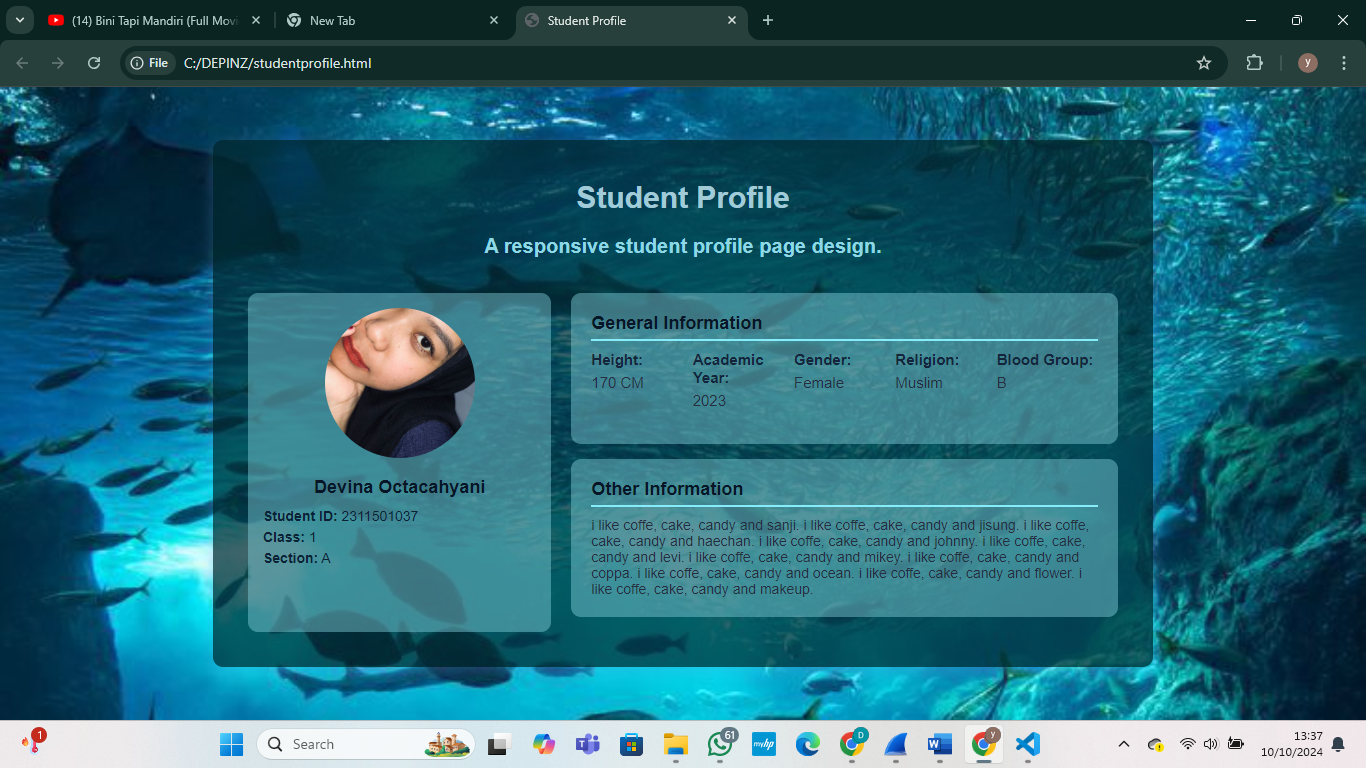 (14) Bini Tapi Mandiri (Full Movi
New Tab
Student Profile
File
C:/DEPINZ/studentprofile.html
y
Student Profile
A responsive student profile page design.
Devina Octacahyani
Student ID: 2311501037
Class: 1
Section: A
General Information
Height:
170 CM
Academic
Year:
2023
Gender:
Female
Religion:
Muslim
Blood Group:
B
Other Information
i like coffe, cake, candy and sanji. i like coffe, cake, candy and jisung. i like coffe,
cake, candy and haechan. i like coffe, cake, candy and johnny. i like coffe, cake,
candy and levi. i like coffe, cake, candy and mikey. i like coffe, cake, candy and
coppa. i like coffe, cake, candy and ocean. i like coffe, cake, candy and flower. i
like coffe, cake, candy and makeup.
1
Search
61
myhp
D
y
13:37
10/10/2024